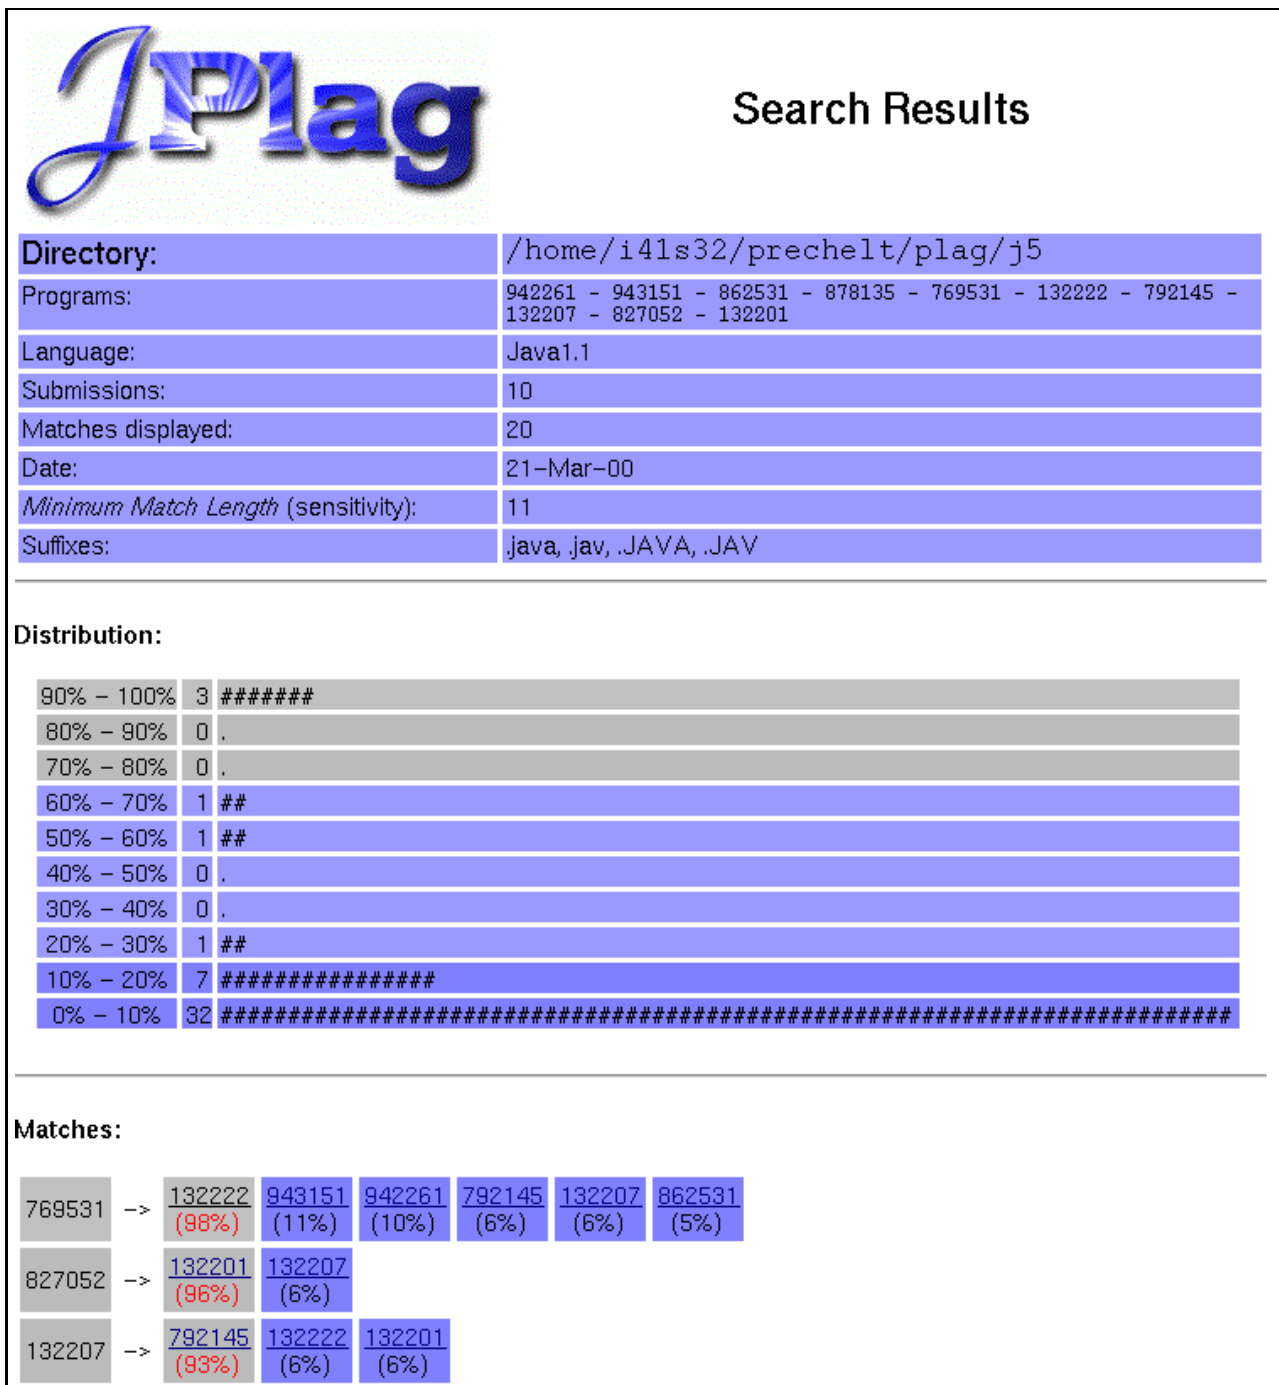 JPlag
Search Results
Directory: /home/i41s32/prechelt/plag/j5
Programs: 942261 - 943151 - 862531 - 878135 - 769531 - 132222 - 792145 -
132207 - 827052 - 132201
Language: Java1.1
Submissions: 10
Matches displayed: 20
Date: 21-Mar-00
Minimum Match Length (sensitivity): 11
Suffixes: .java, .jav, .JAVA, .JAV
Distribution:
90% – 100% 3 #######
80% – 90% 0 .
70% – 80% 0 .
60% – 70% 1 ##
50% – 60% 1 ##
40% – 50% 0 .
30% – 40% 0 .
20% – 30% 1 ##
10% – 20% 7 ################
0% – 10% 32 ###########################################################################
Matches:
769531 –> 132222 943151 942261 792145 132207 862531
(98%) (11%) (10%) (6%) (6%) (5%)
827052 –> 132201 132207
(96%) (6%)
132207 –> 792145 132222 132201
(93%) (6%) (6%)